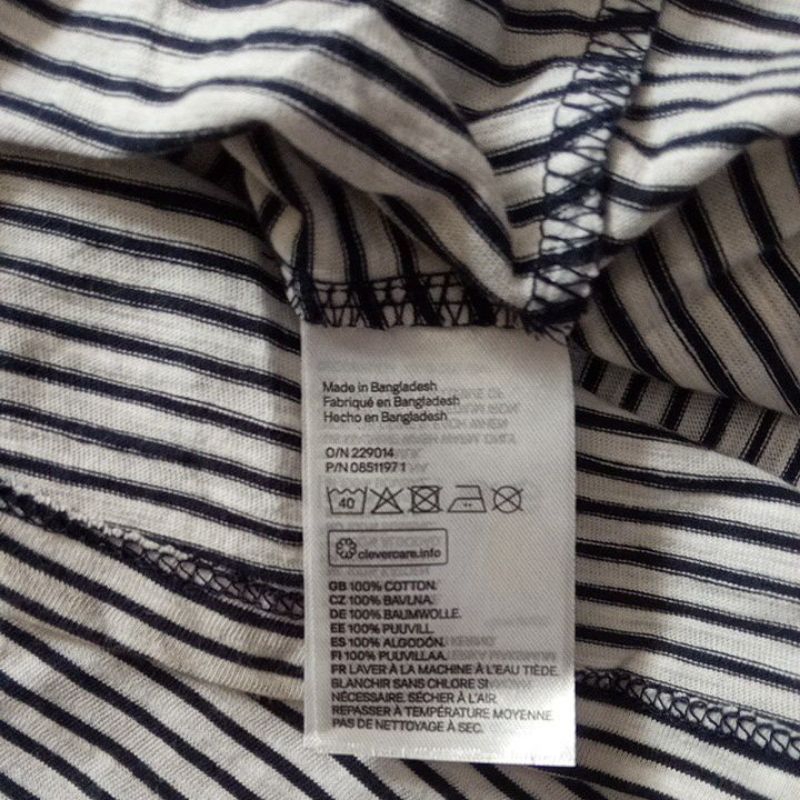 Made in Bangladesh
Fabriqué en Bangladesh
Hecho en Bangladesh
O/N 229014
P/N 0851197 1
40
clevercare.info
GB 100% COTTON.
CZ 100% BAVLNA.
DE 100% BAUMWOLLE.
EE 100% PUUVILL.
ES 100% ALGODÓN.
FI 100% PUUVILLAA.
FR LAVER À LA MACHINE À L'EAU TIÈDE.
BLANCHIR SANS CHLORE SI
NÉCESSAIRE. SÉCHER À L'AIR.
REPASSER À TEMPÉRATURE MOYENNE.
PAS DE NETTOYAGE À SEC.